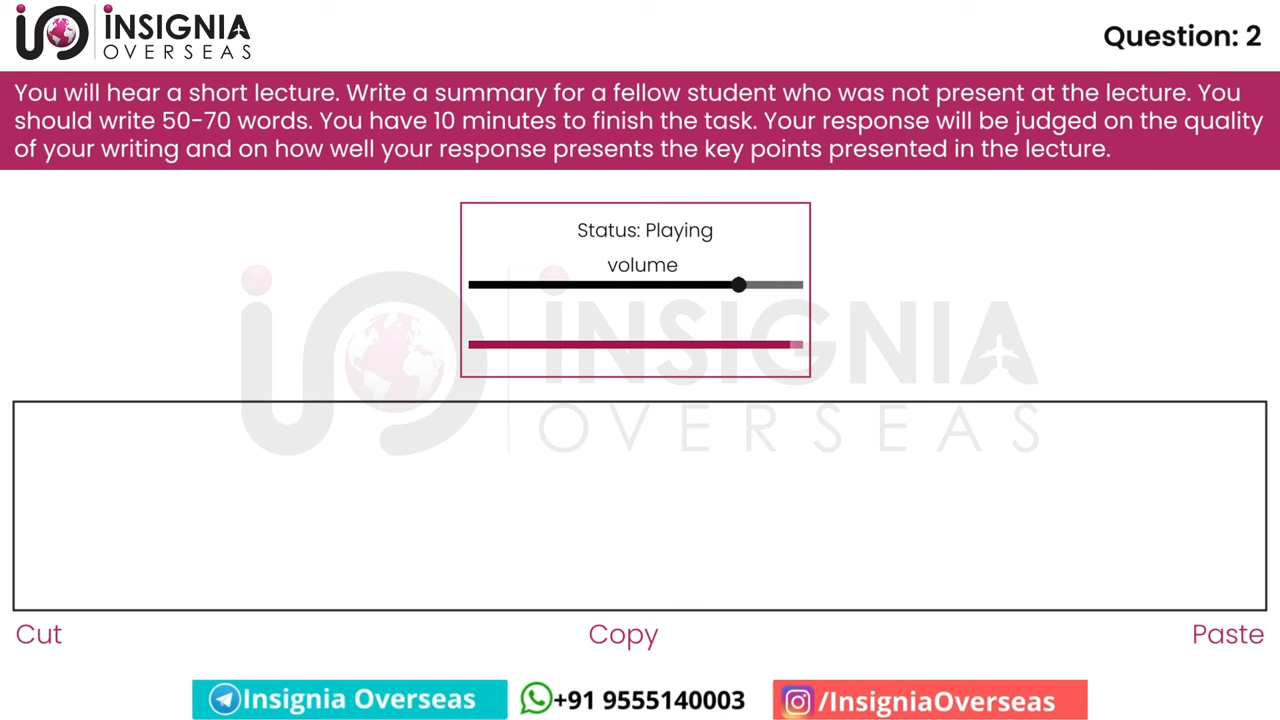 INSIGNIA
OVERSEAS
Question: 2
You will hear a short lecture. Write a summary for a fellow student who was not present at the lecture. You
should write 50-70 words. You have 10 minutes to finish the task. Your response will be judged on the quality
of your writing and on how well your response presents the key points presented in the lecture.
Status: Playing
volume
INSIGNIA
OVERSEAS
Cut
Copy
Paste
Insignia Overseas
+91 9555140003
/InsigniaOverseas